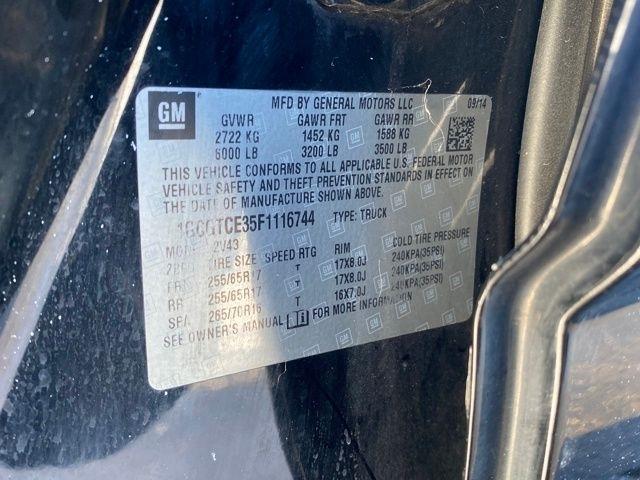 GM
MFD BY GENERAL MOTORS LLC 09/14
GVWR GAWR FRT GAWR RR
2722 KG 1452 KG 1588 KG
6000 LB 3200 LB 3500 LB
THIS VEHICLE CONFORMS TO ALL APPLICABLE U.S. FEDERAL MOTOR
VEHICLE SAFETY AND THEFT PREVENTION STANDARDS IN EFFECT ON
THE DATE OF MANUFACTURE SHOWN ABOVE.
1GCGTCE35F1116744 TYPE: TRUCK
2V43
TIRE SIZE SPEED RTG RIM COLD TIRE PRESSURE
255/65R17 T 17X8.0J 240KPA(35PSI)
RR 255/65R17 T 17X8.0J 240KPA(35PSI)
SPA 265/70R16 T 16X7.0J 240KPA(35PSI)
SEE OWNER'S MANUAL FOR MORE INFORMATION